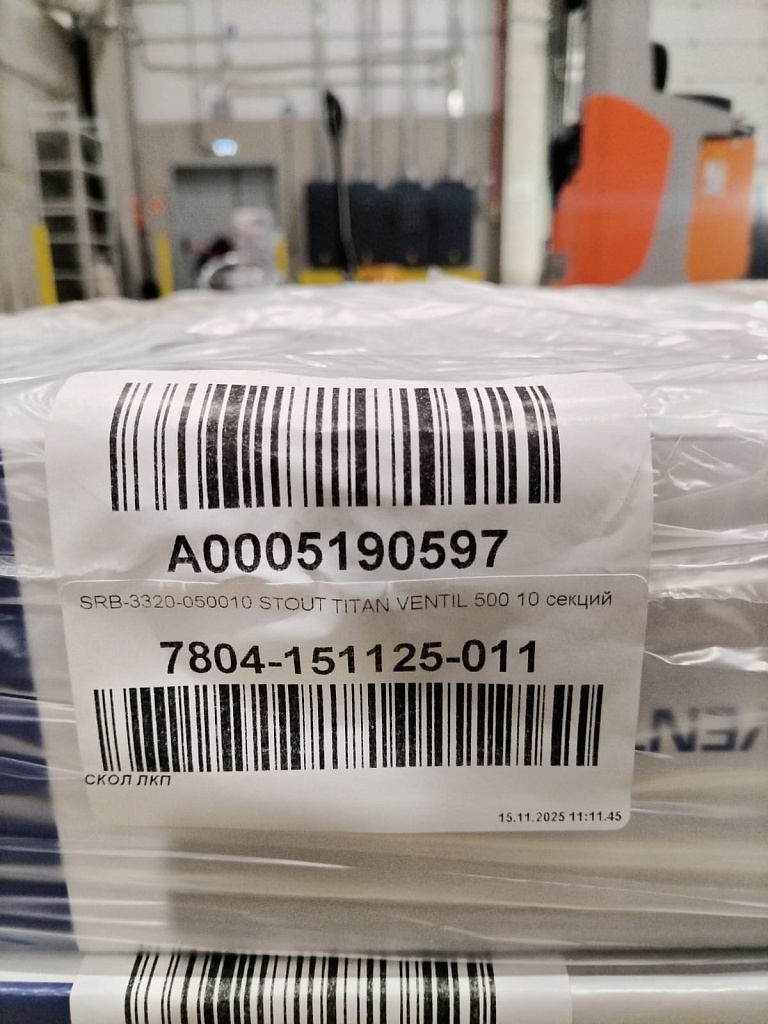 A0005190597
SRB-3320-050010 STOUT TITAN VENTIL 500 10 секций
7804-151125-011
СКОЛ ЛКП
15.11.2025 11:11:45